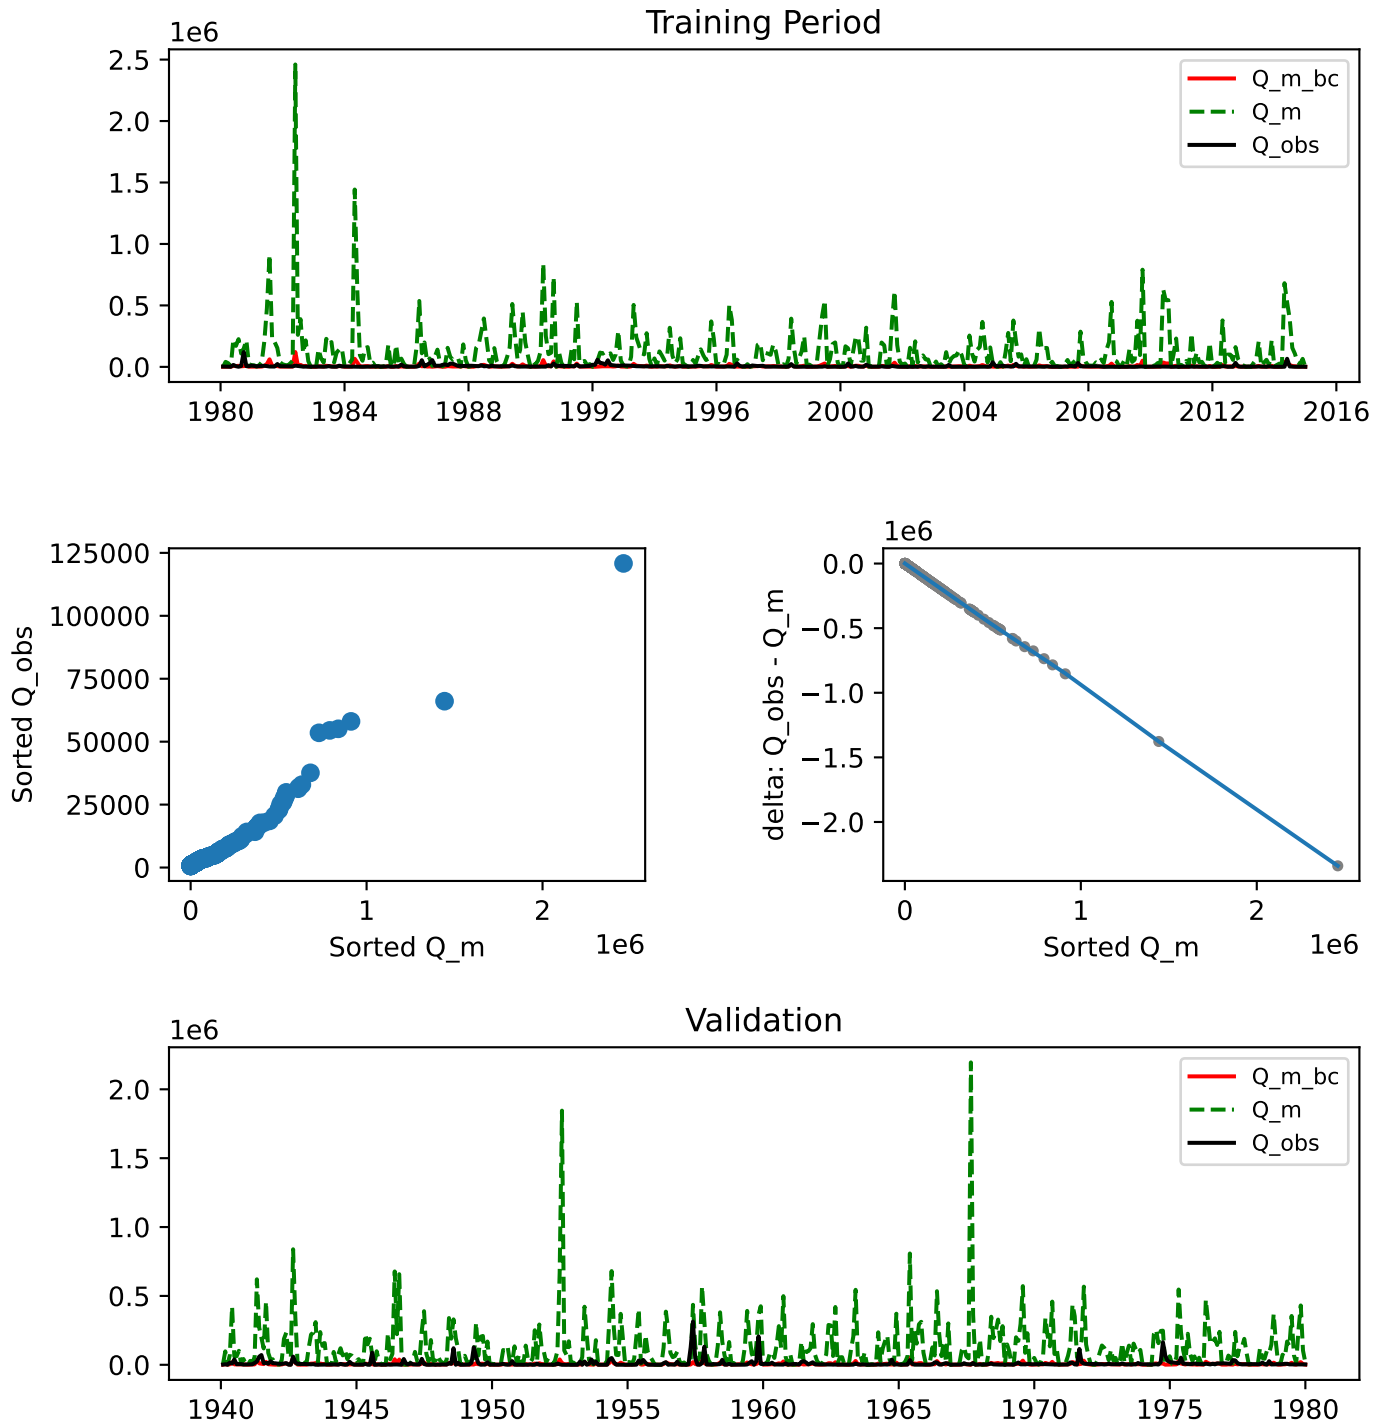 Training Period
1e6
2.5
2.0
1.5
1.0
0.5
0.0
Q_m_bc
Q_m
Q_obs
1980 1984 1988 1992 1996 2000 2004 2008 2012 2016
125000
100000
75000
50000
25000
0
Sorted Q_obs
0 1 2
Sorted Q_m
1e6
1e6
0.0
−0.5
−1.0
−1.5
−2.0
delta: Q_obs - Q_m
0 1 2
Sorted Q_m
1e6
Validation
1e6
2.0
1.5
1.0
0.5
0.0
Q_m_bc
Q_m
Q_obs
1940 1945 1950 1955 1960 1965 1970 1975 1980